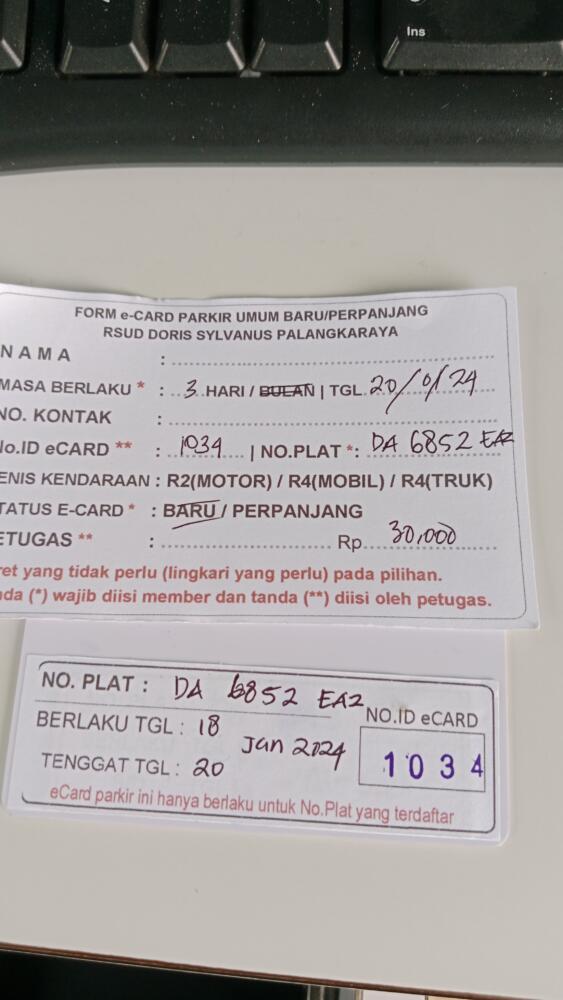 Ins
FORM e-CARD PARKIR UMUM BARU/PERPANJANG
RSUD DORIS SYLVANUS PALANGKARAYA
N A M A :
MASA BERLAKU * : 3 HARI / BULAN | TGL 20/01/24
NO. KONTAK :
No.ID eCARD ** : 1034 | NO.PLAT *: DA 6852 EAZ
ENIS KENDARAAN : R2(MOTOR) / R4(MOBIL) / R4(TRUK)
TATUS E-CARD * : BARU / PERPANJANG
ETUGAS ** : Rp. 30,000
ret yang tidak perlu (lingkari yang perlu) pada pilihan.
da (*) wajib diisi member dan tanda (**) diisi oleh petugas.
NO. PLAT : DA 6852 EAZ
BERLAKU TGL : 18
Jan 2024
TENGGAT TGL : 20
NO.ID eCARD
1034
eCard parkir ini hanya berlaku untuk No.Plat yang terdaftar